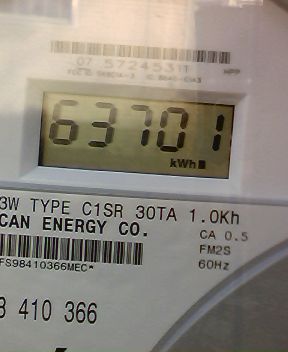 07 57245311
63701
kWh
3W TYPE C1SR 30TA 1.0Kh
CAN ENERGY CO.
CA 0.5
FM2S
FS98410366MEC*
60Hz
3 410 366